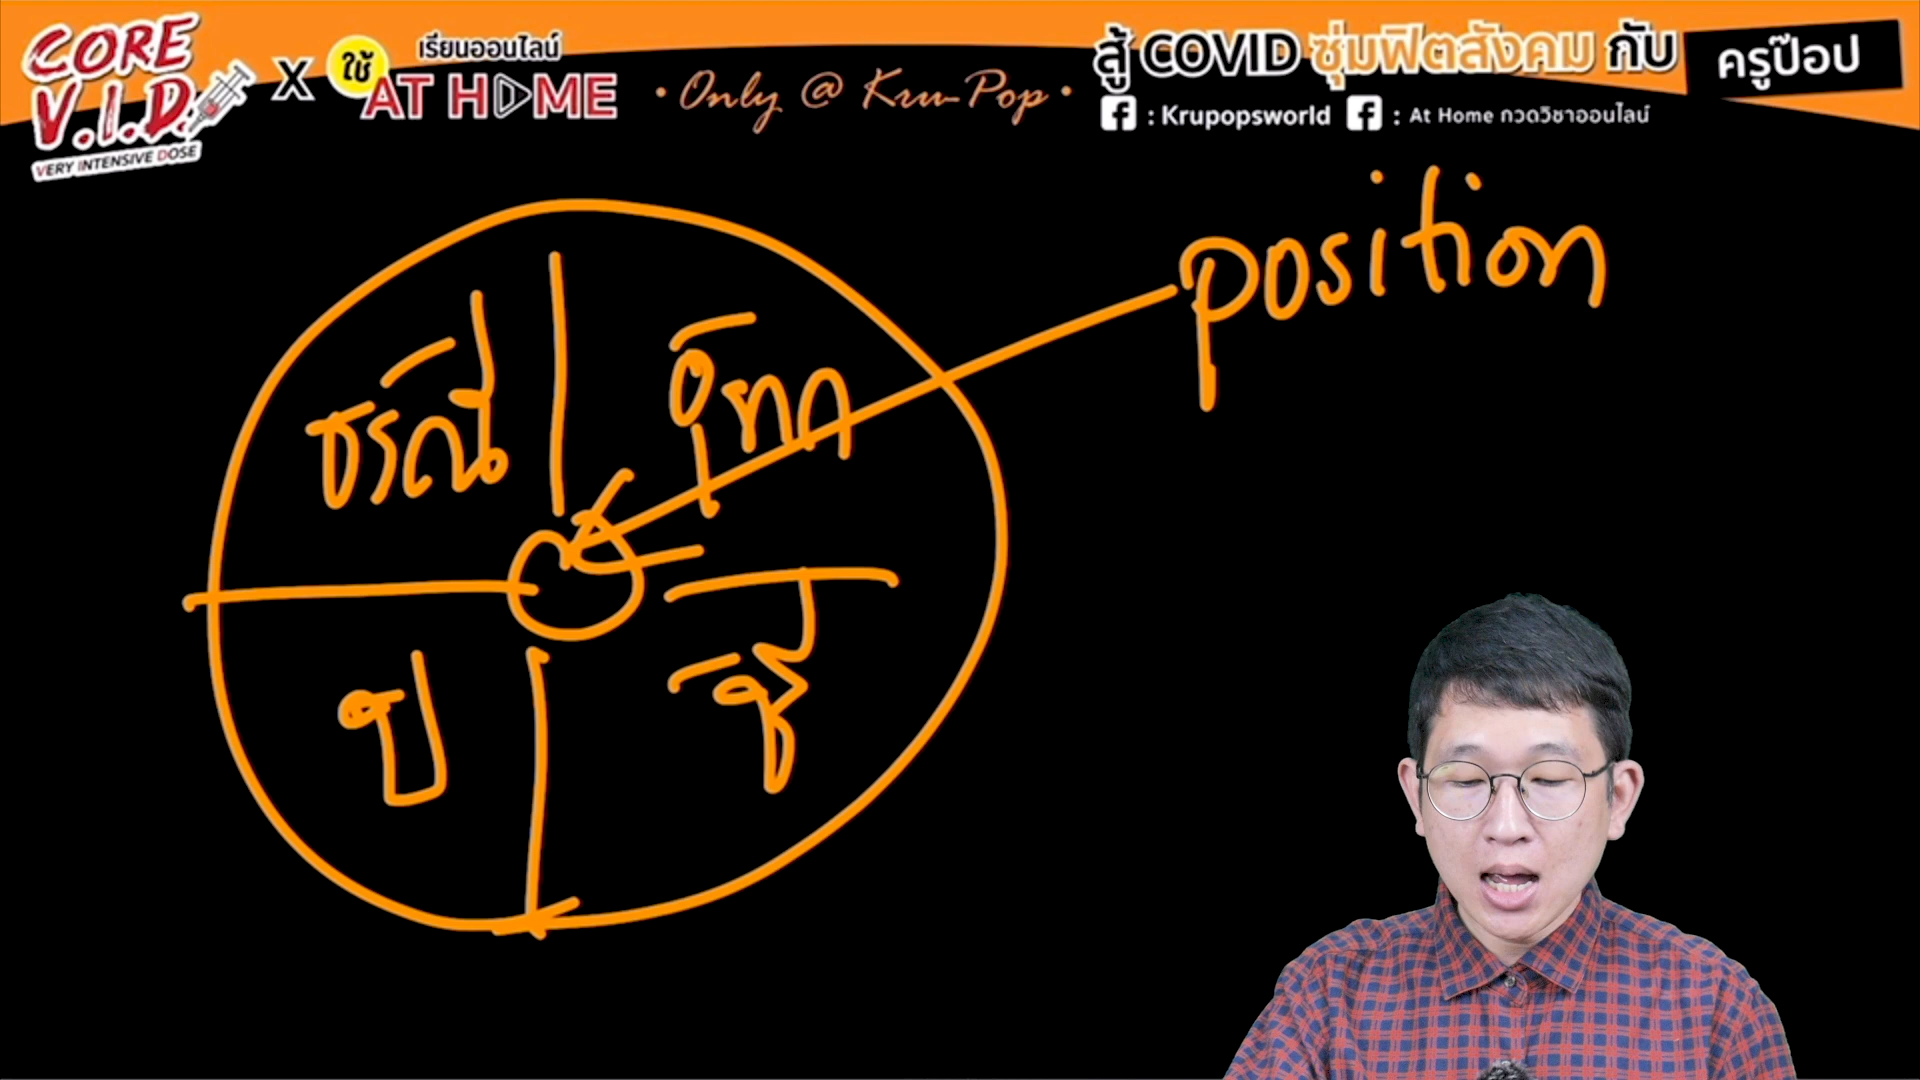 CORE
V.I.D.
VERY INTENSIVE DOSE
X
ใช้
เรียนออนไลน์
AT HOME
• Only @ Kru-Pop •
สู้ COVID ซุ่มฟิตสังคม กับ
ครูป๊อป
: Krupopsworld
: At Home กวดวิชาออนไลน์
position
ธรณี
อุทก
ชี